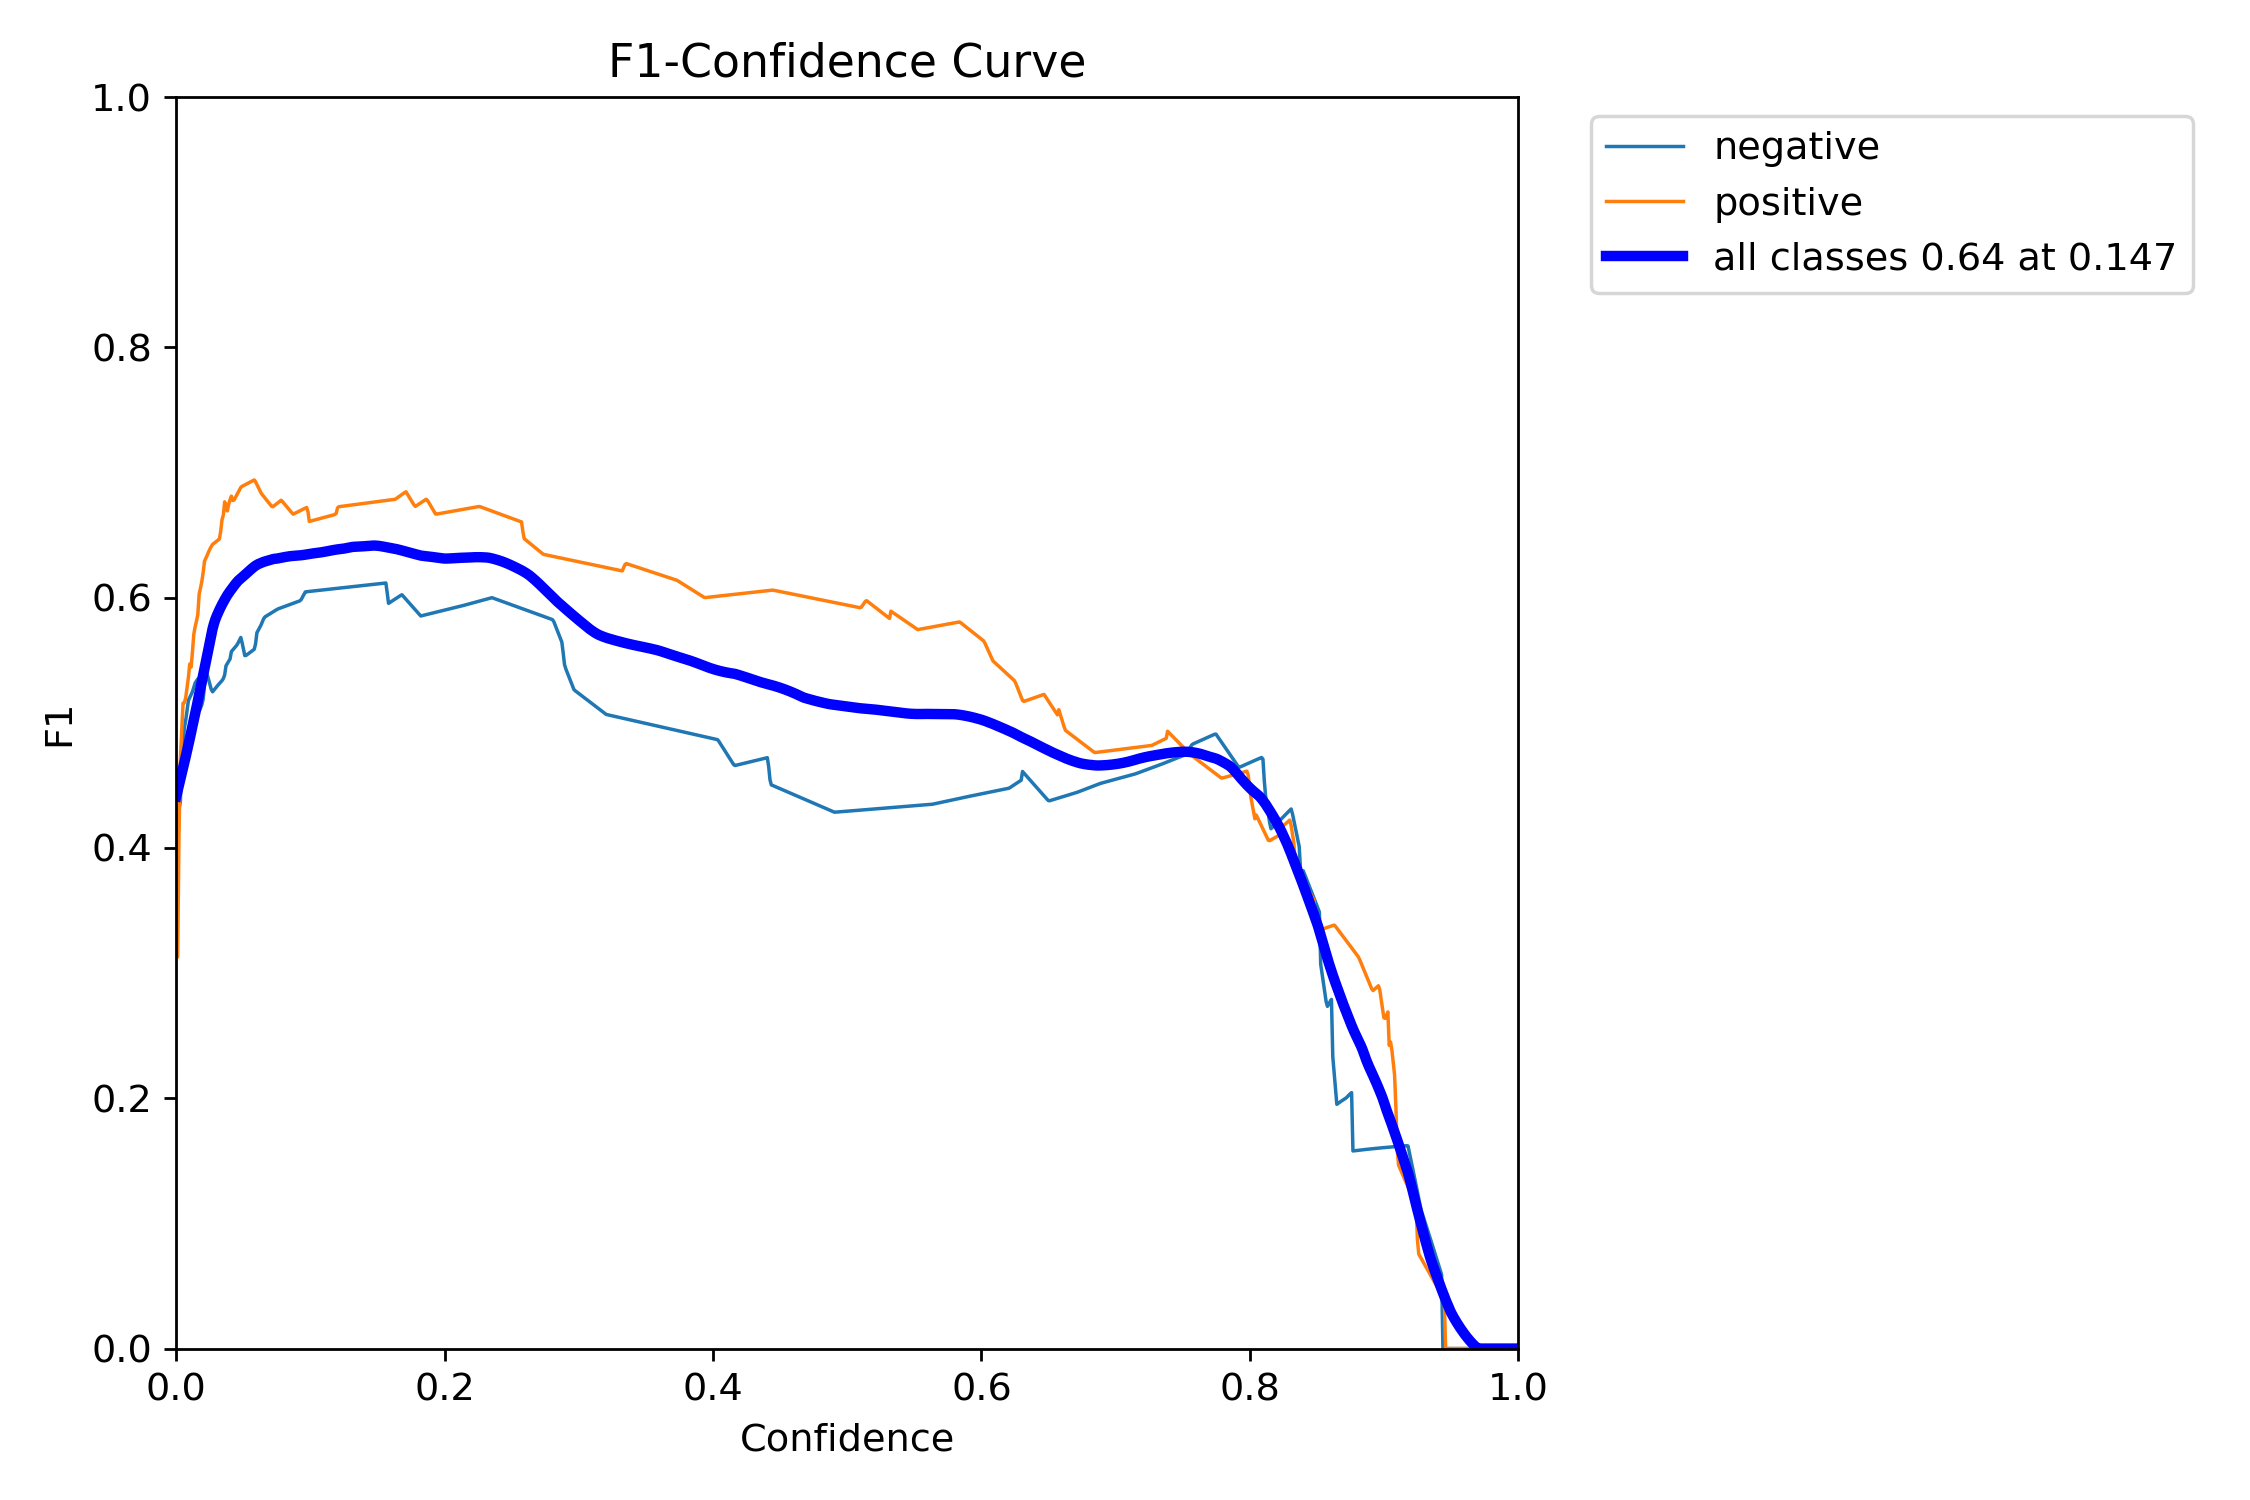 F1-Confidence Curve
1.0
0.8
0.6
0.4
0.2
0.0
F1
0.0 0.2 0.4 0.6 0.8 1.0
Confidence
negative
positive
all classes 0.64 at 0.147